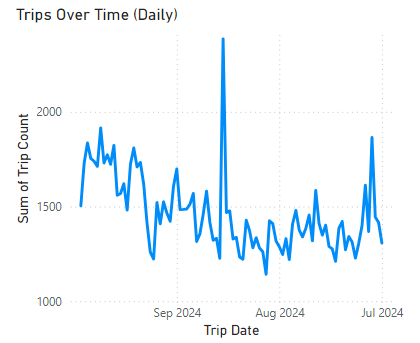 Trips Over Time (Daily)
2000
1500
1000
Sum of Trip Count
Sep 2024
Aug 2024
Jul 2024
Trip Date